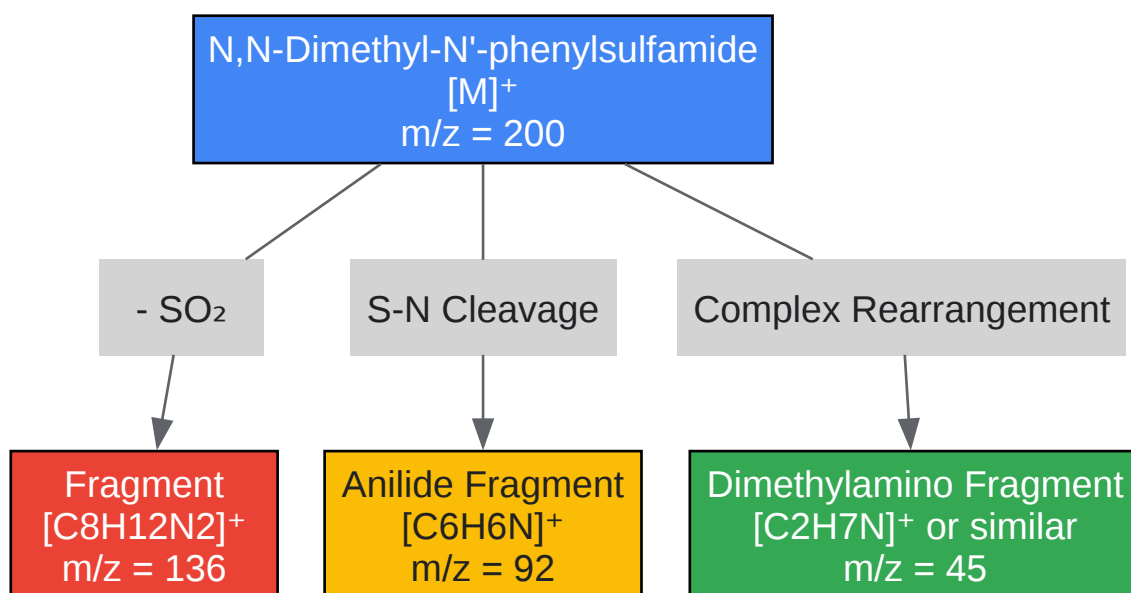 N,N-Dimethyl-N'-phenylsulfamide
[M]⁺
m/z = 200
- SO₂
S-N Cleavage
Complex Rearrangement
Fragment
[C8H12N2]⁺
m/z = 136
Anilide Fragment
[C6H6N]⁺
m/z = 92
Dimethylamino Fragment
[C2H7N]⁺ or similar
m/z = 45